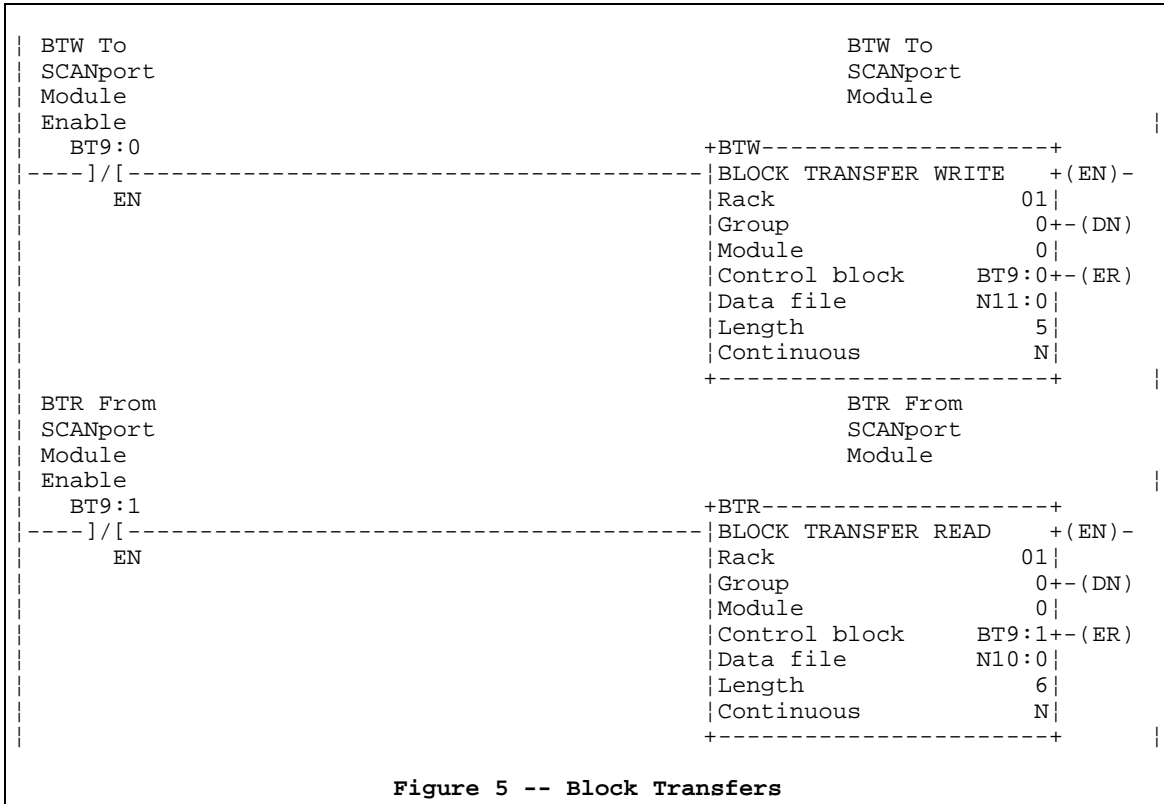 ¦ BTW To                                                  BTW To
¦ SCANport                                                SCANport
¦ Module                                                  Module
¦ Enable                                                                       ¦
¦   BT9:0                                       +BTW--------------------+
¦----]/[----------------------------------------¦BLOCK TRANSFER WRITE   +(EN)-
¦      EN                                       ¦Rack                 01¦
¦                                               ¦Group                 0+-(DN)
¦                                               ¦Module                0¦
¦                                               ¦Control block     BT9:0+-(ER)
¦                                               ¦Data file         N11:0¦
¦                                               ¦Length                5¦
¦                                               ¦Continuous            N¦
¦                                               +-----------------------+      ¦
¦ BTR From                                                BTR From
¦ SCANport                                                SCANport
¦ Module                                                  Module
¦ Enable                                                                       ¦
¦   BT9:1                                       +BTR--------------------+
¦----]/[----------------------------------------¦BLOCK TRANSFER READ    +(EN)-
¦      EN                                       ¦Rack                 01¦
¦                                               ¦Group                 0+-(DN)
¦                                               ¦Module                0¦
¦                                               ¦Control block     BT9:1+-(ER)
¦                                               ¦Data file         N10:0¦
¦                                               ¦Length                6¦
¦                                               ¦Continuous            N¦
¦                                               +-----------------------+      ¦
Figure 5 -- Block Transfers